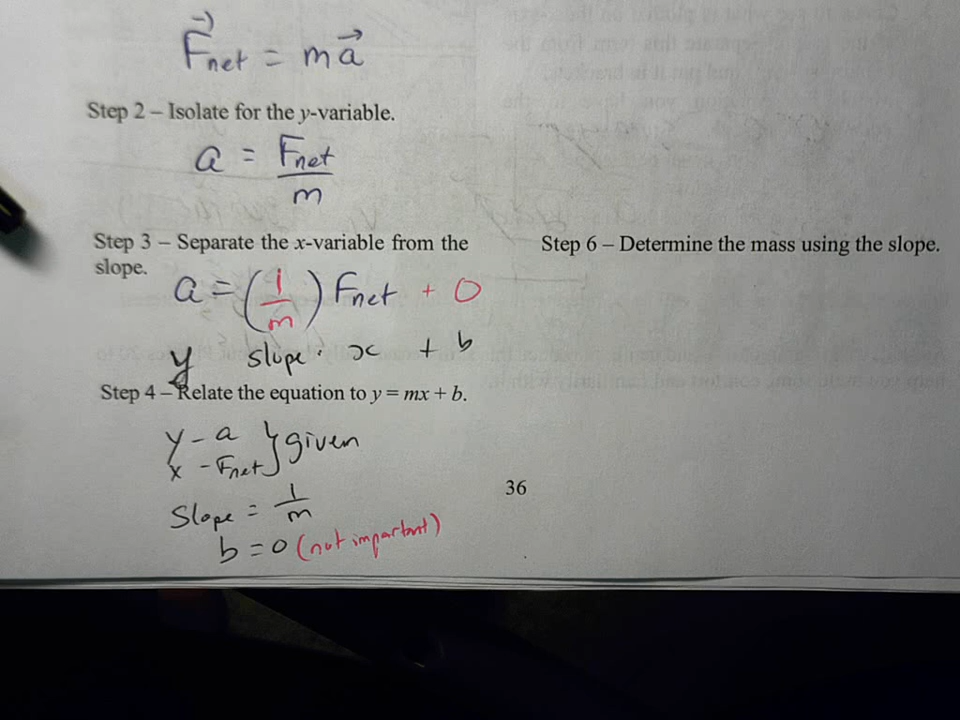 F⃗net = ma⃗
Step 2 – Isolate for the y-variable.
a = Fnet
m
Step 3 – Separate the x-variable from the
slope.
a = (1/m) Fnet + 0
y slope · x + b
Step 4 – Relate the equation to y = mx + b.
y – a } given
x – Fnet
Slope = 1/m
b = 0 (not important)
Step 6 – Determine the mass using the slope.
36